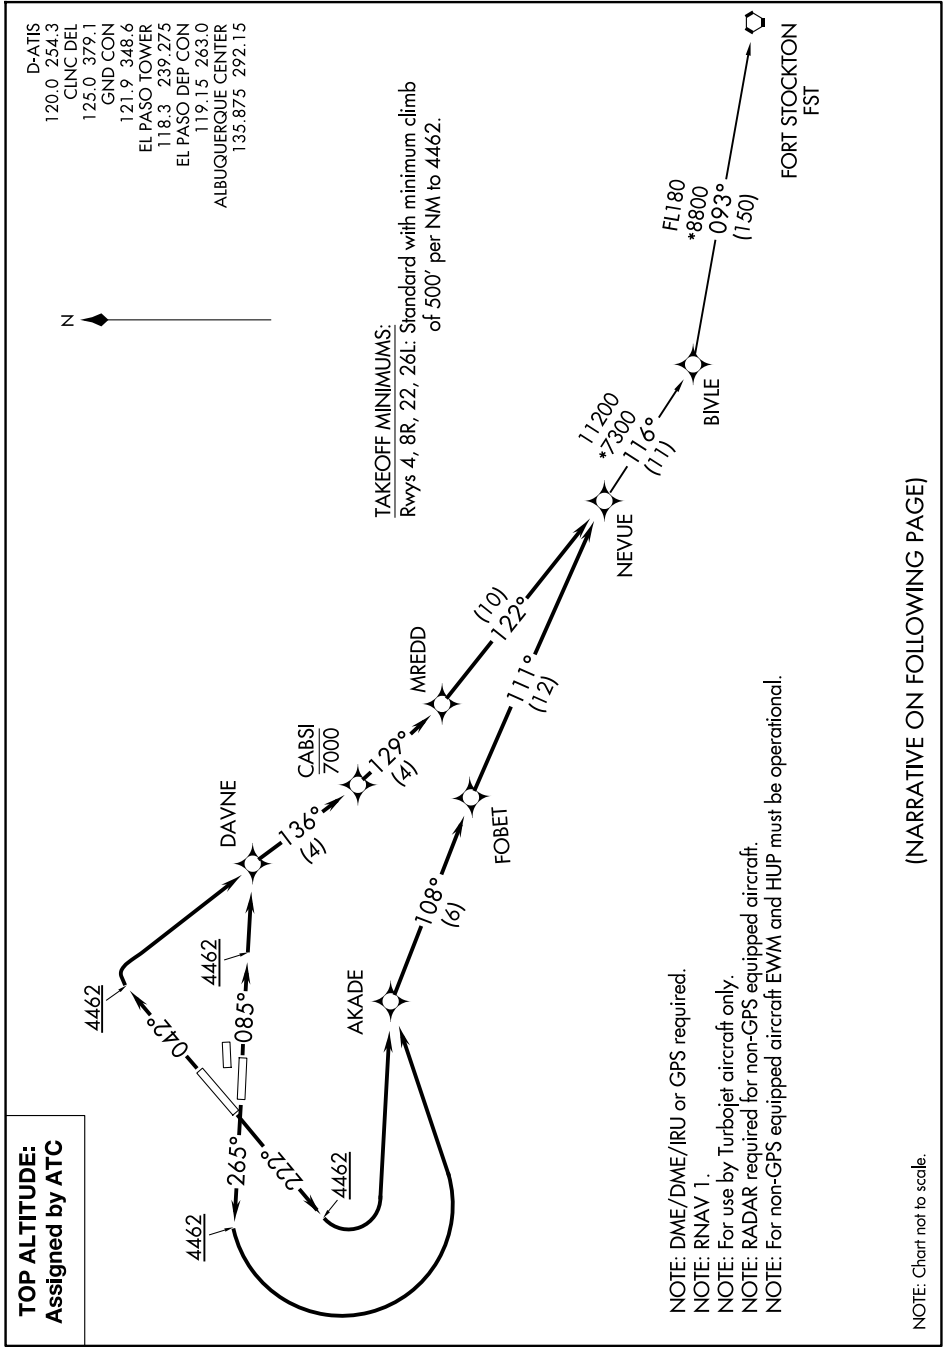 TOP ALTITUDE:
Assigned by ATC
D-ATIS
120.0 254.3
CLNC DEL
125.0 379.1
GND CON
121.9 348.6
EL PASO TOWER
118.3 239.275
EL PASO DEP CON
119.15 263.0
ALBUQUERQUE CENTER
135.875 292.15
N
TAKEOFF MINIMUMS:
Rwys 4, 8R, 22, 26L: Standard with minimum climb
of 500' per NM to 4462.
4462
042°
4462
085°
265°
4462
222°
4462
DAVNE
136°
(4)
CABSI
7000
129°
(4)
MREDD
(10)
122°
AKADE
108°
(6)
FOBET
111°
(12)
NEVUE
11200
*7300
116°
(11)
BIVLE
FL180
*8800
093°
(150)
FORT STOCKTON
FST
NOTE: DME/DME/IRU or GPS required.
NOTE: RNAV 1.
NOTE: For use by Turbojet aircraft only.
NOTE: RADAR required for non-GPS equipped aircraft.
NOTE: For non-GPS equipped aircraft EWM and HUP must be operational.
(NARRATIVE ON FOLLOWING PAGE)
NOTE: Chart not to scale.